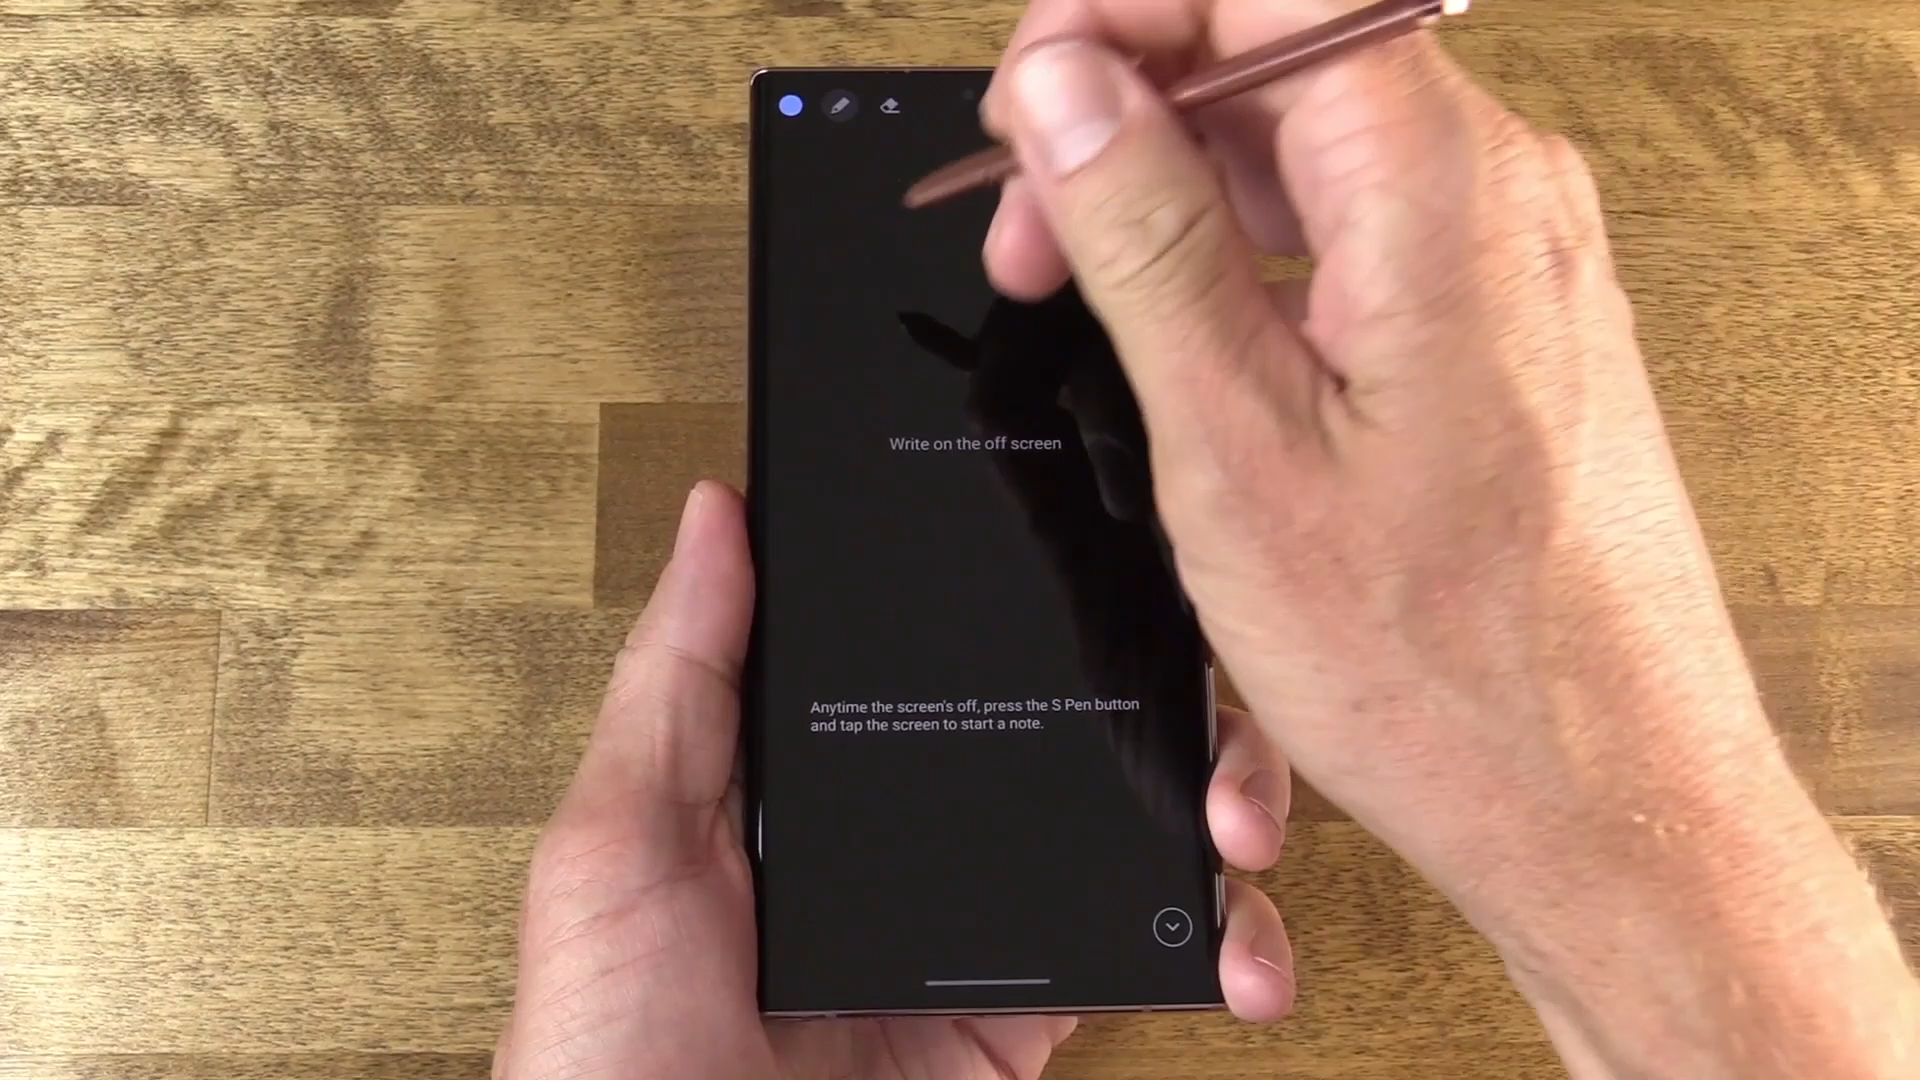 Write on the off screen
Anytime the screen's off, press the S Pen button
and tap the screen to start a note.